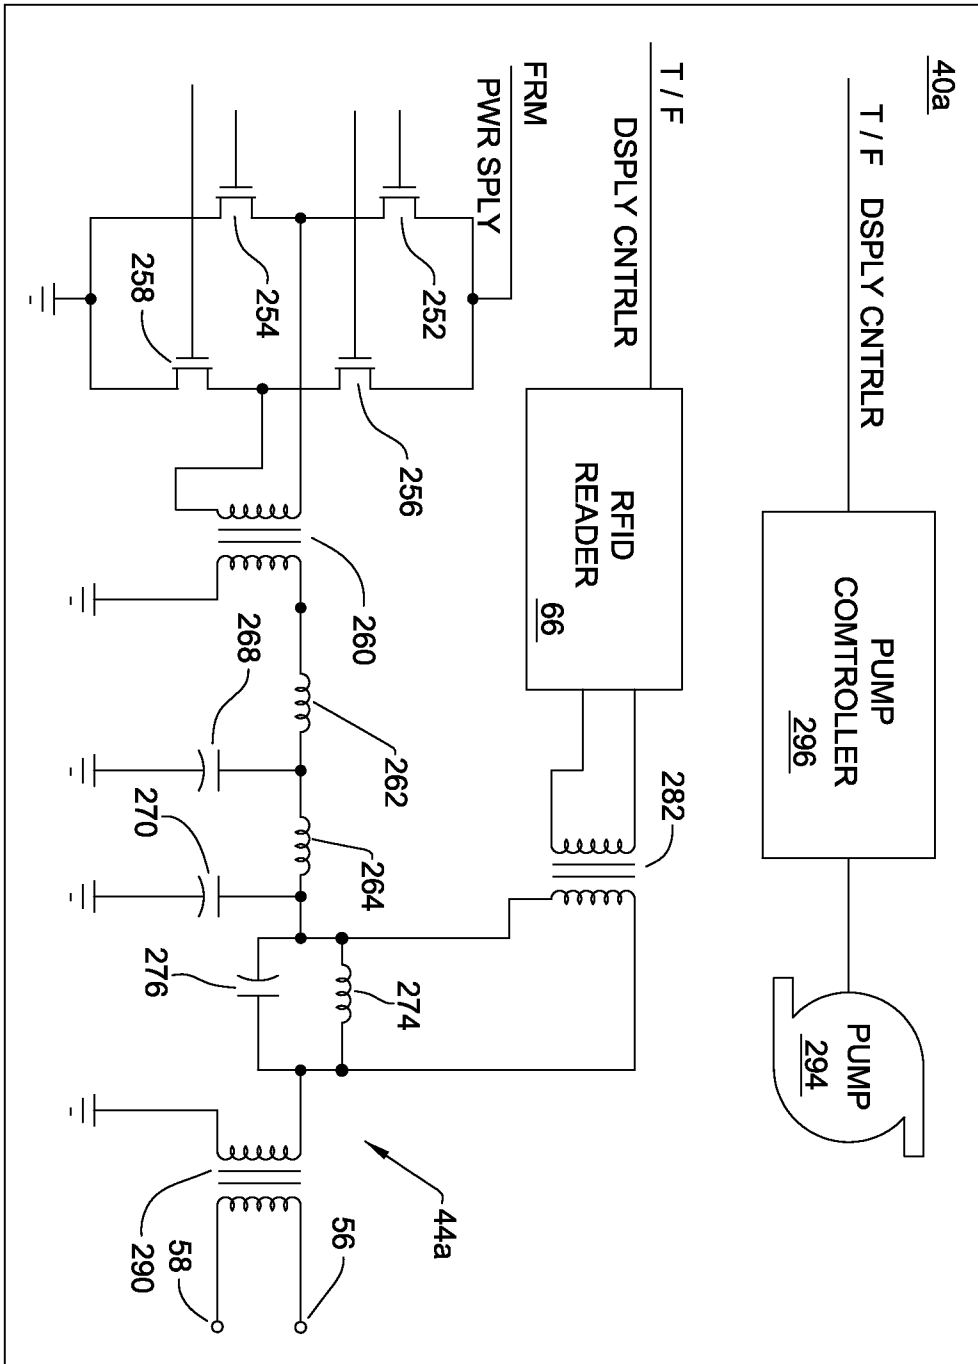 40a
T / F   DSPLY CNTRLR
PUMP
COMTROLLER
296
PUMP
294
T / F
DSPLY CNTRLR
RFID
READER
66
282
FRM
PWR SPLY
252
254
256
258
260
262
264
268
270
274
276
44a
56
58
290